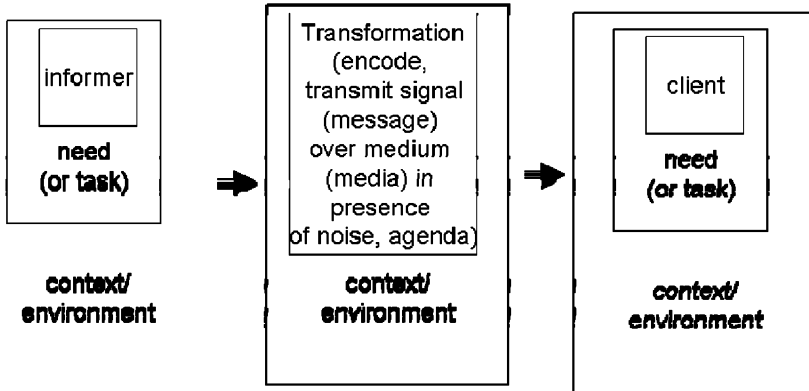 informer
need
(or task)
context/
environment
Transformation
(encode,
transmit signal
(message)
over medium
(media) in
presence
of noise, agenda)
context/
environment
client
need
(or task)
context/
environment